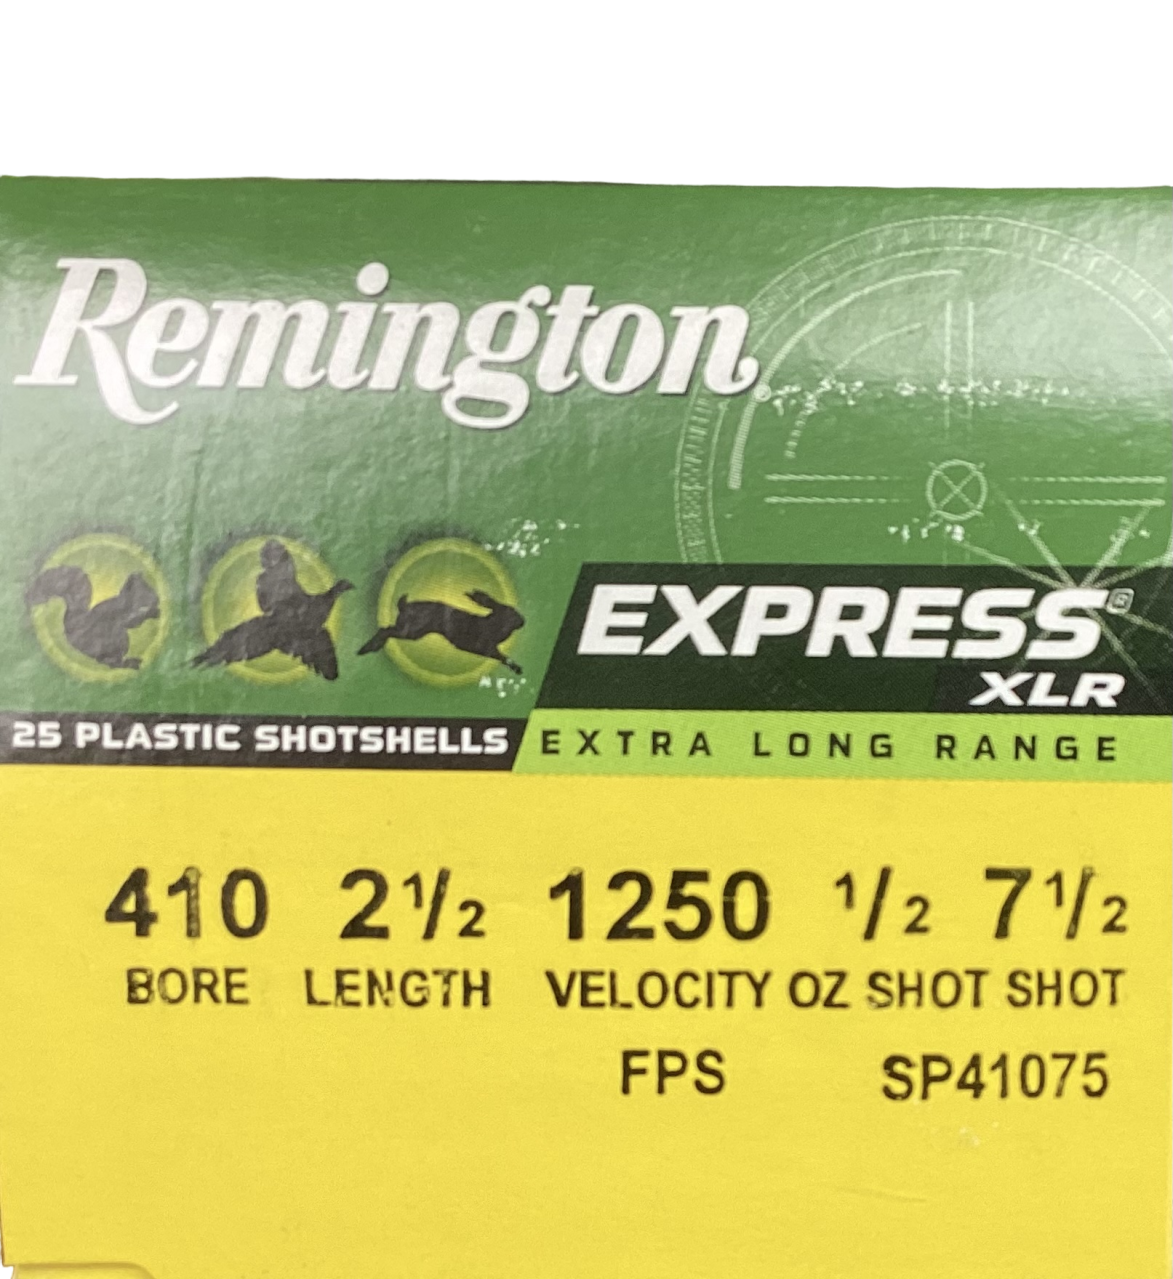 Remington®
EXPRESS®
XLR
25 PLASTIC SHOTSHELLS
EXTRA LONG RANGE
410 2 1/2 1250 1/2 7 1/2
BORE LENGTH VELOCITY OZ SHOT SHOT
FPS SP41075